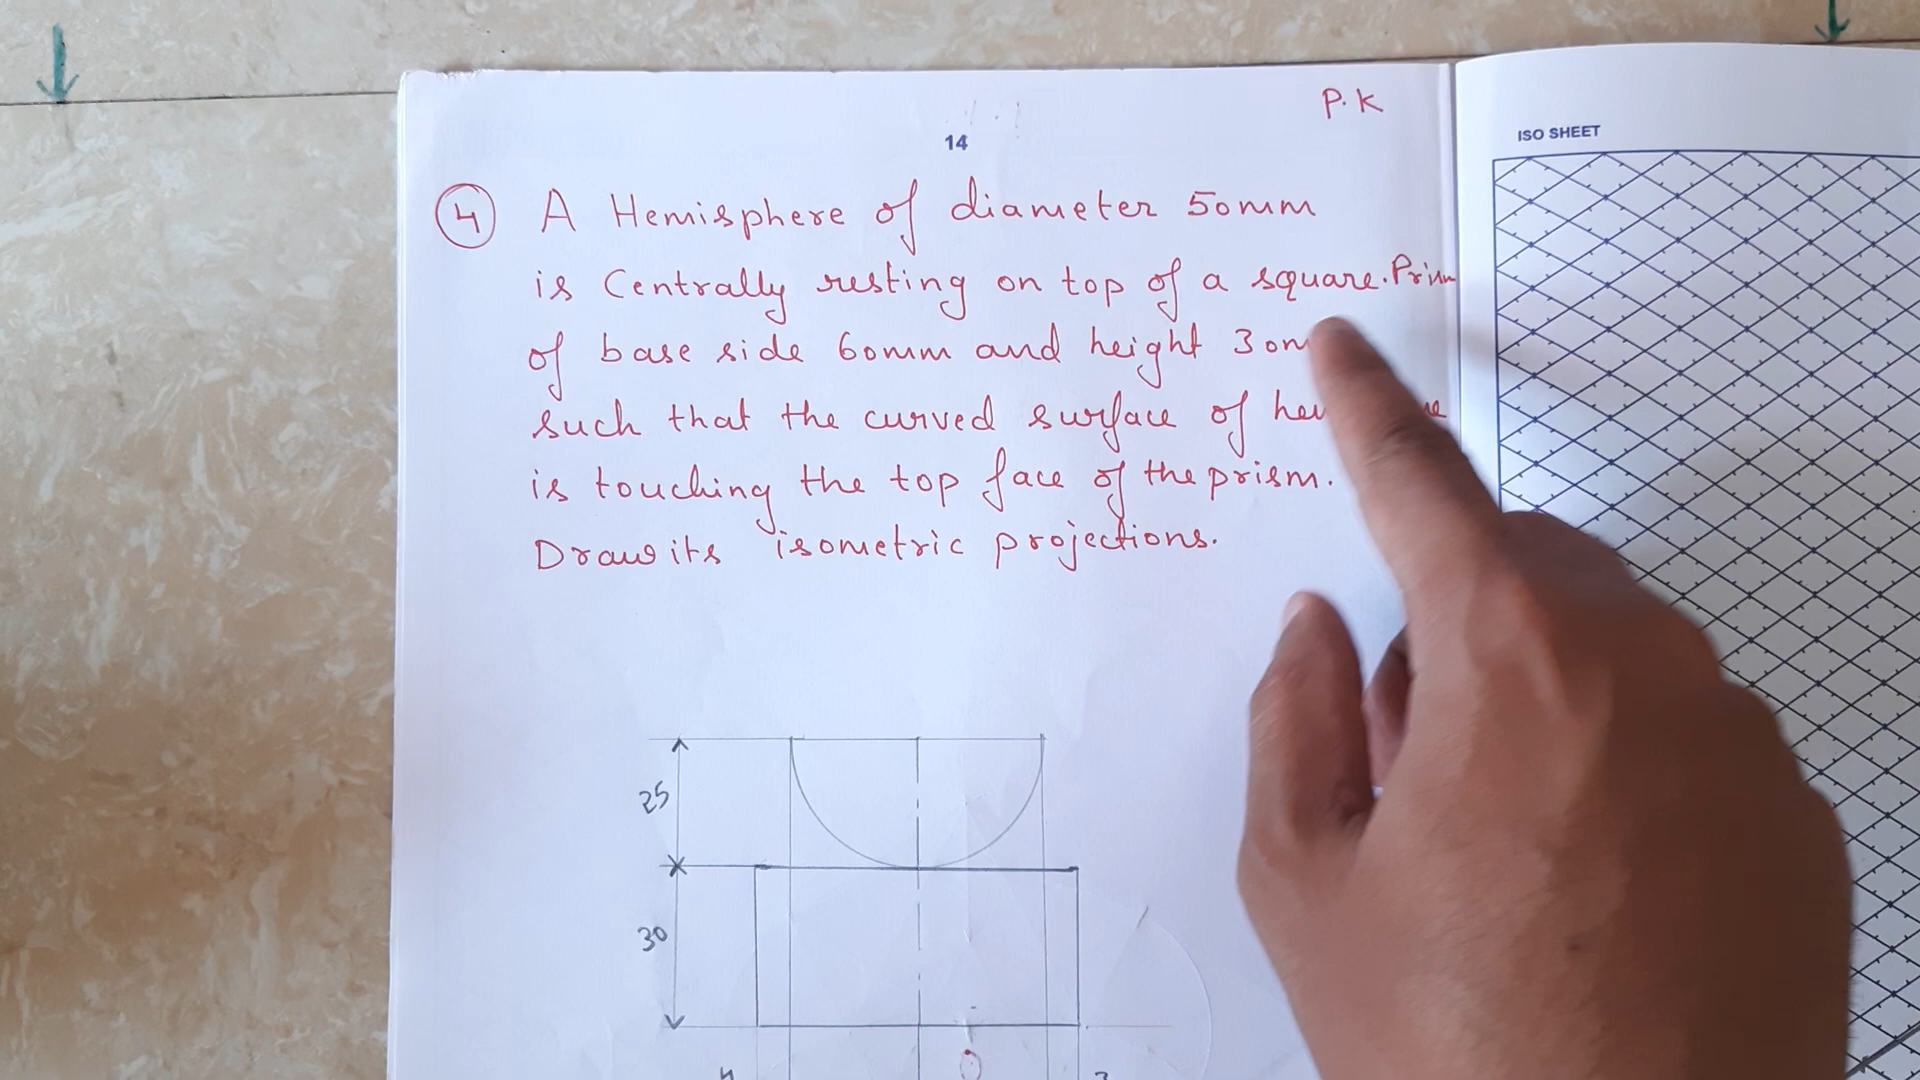 P.K
14
ISO SHEET
4 A Hemisphere of diameter 50mm
is Centrally resting on top of a square Prism
of base side 60mm and height
such that the curved surface of
is touching the top face of the prism.
Draw its isometric projections.
25
30